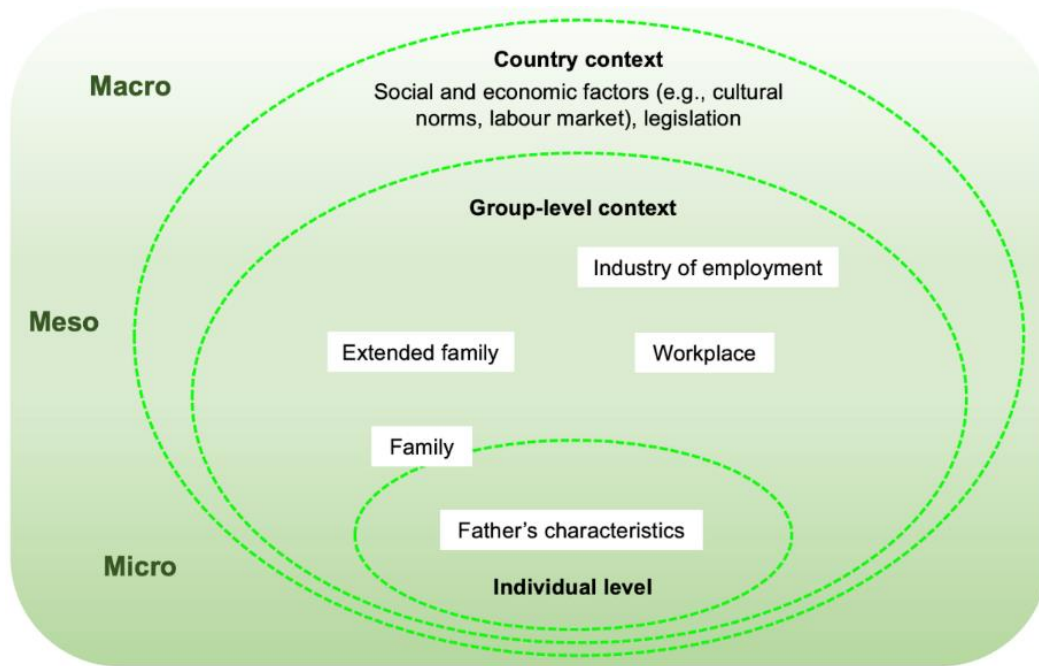 Country context
Macro
Social and economic factors (e.g., cultural
norms, labour market), legislation
Group-level context
Industry of employment
Meso
Extended family
Workplace
Family
Father’s characteristics
Micro
Individual level